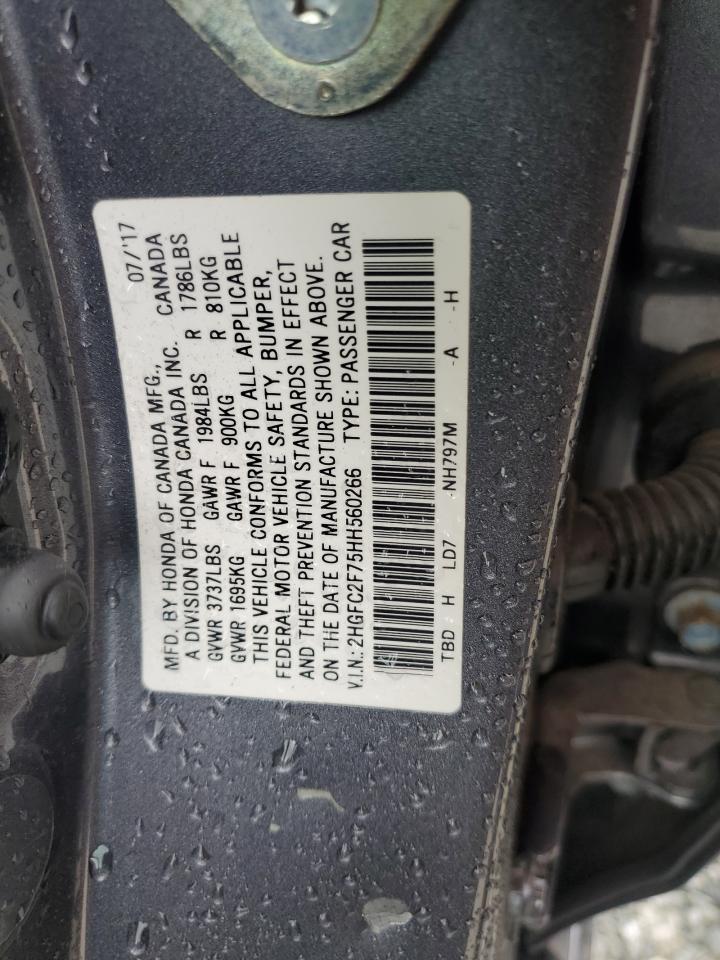 MFD. BY HONDA OF CANADA MFG., 07/'17
A DIVISION OF HONDA CANADA INC. CANADA
GVWR 3737LBS GAWR F 1984LBS R 1786LBS
GVWR 1695KG GAWR F 900KG R 810KG
THIS VEHICLE CONFORMS TO ALL APPLICABLE
FEDERAL MOTOR VEHICLE SAFETY, BUMPER,
AND THEFT PREVENTION STANDARDS IN EFFECT
ON THE DATE OF MANUFACTURE SHOWN ABOVE.
V.I.N.: 2HGFC2F75HH560266 TYPE: PASSENGER CAR
TBD : H LD7 -NH797M -A -H